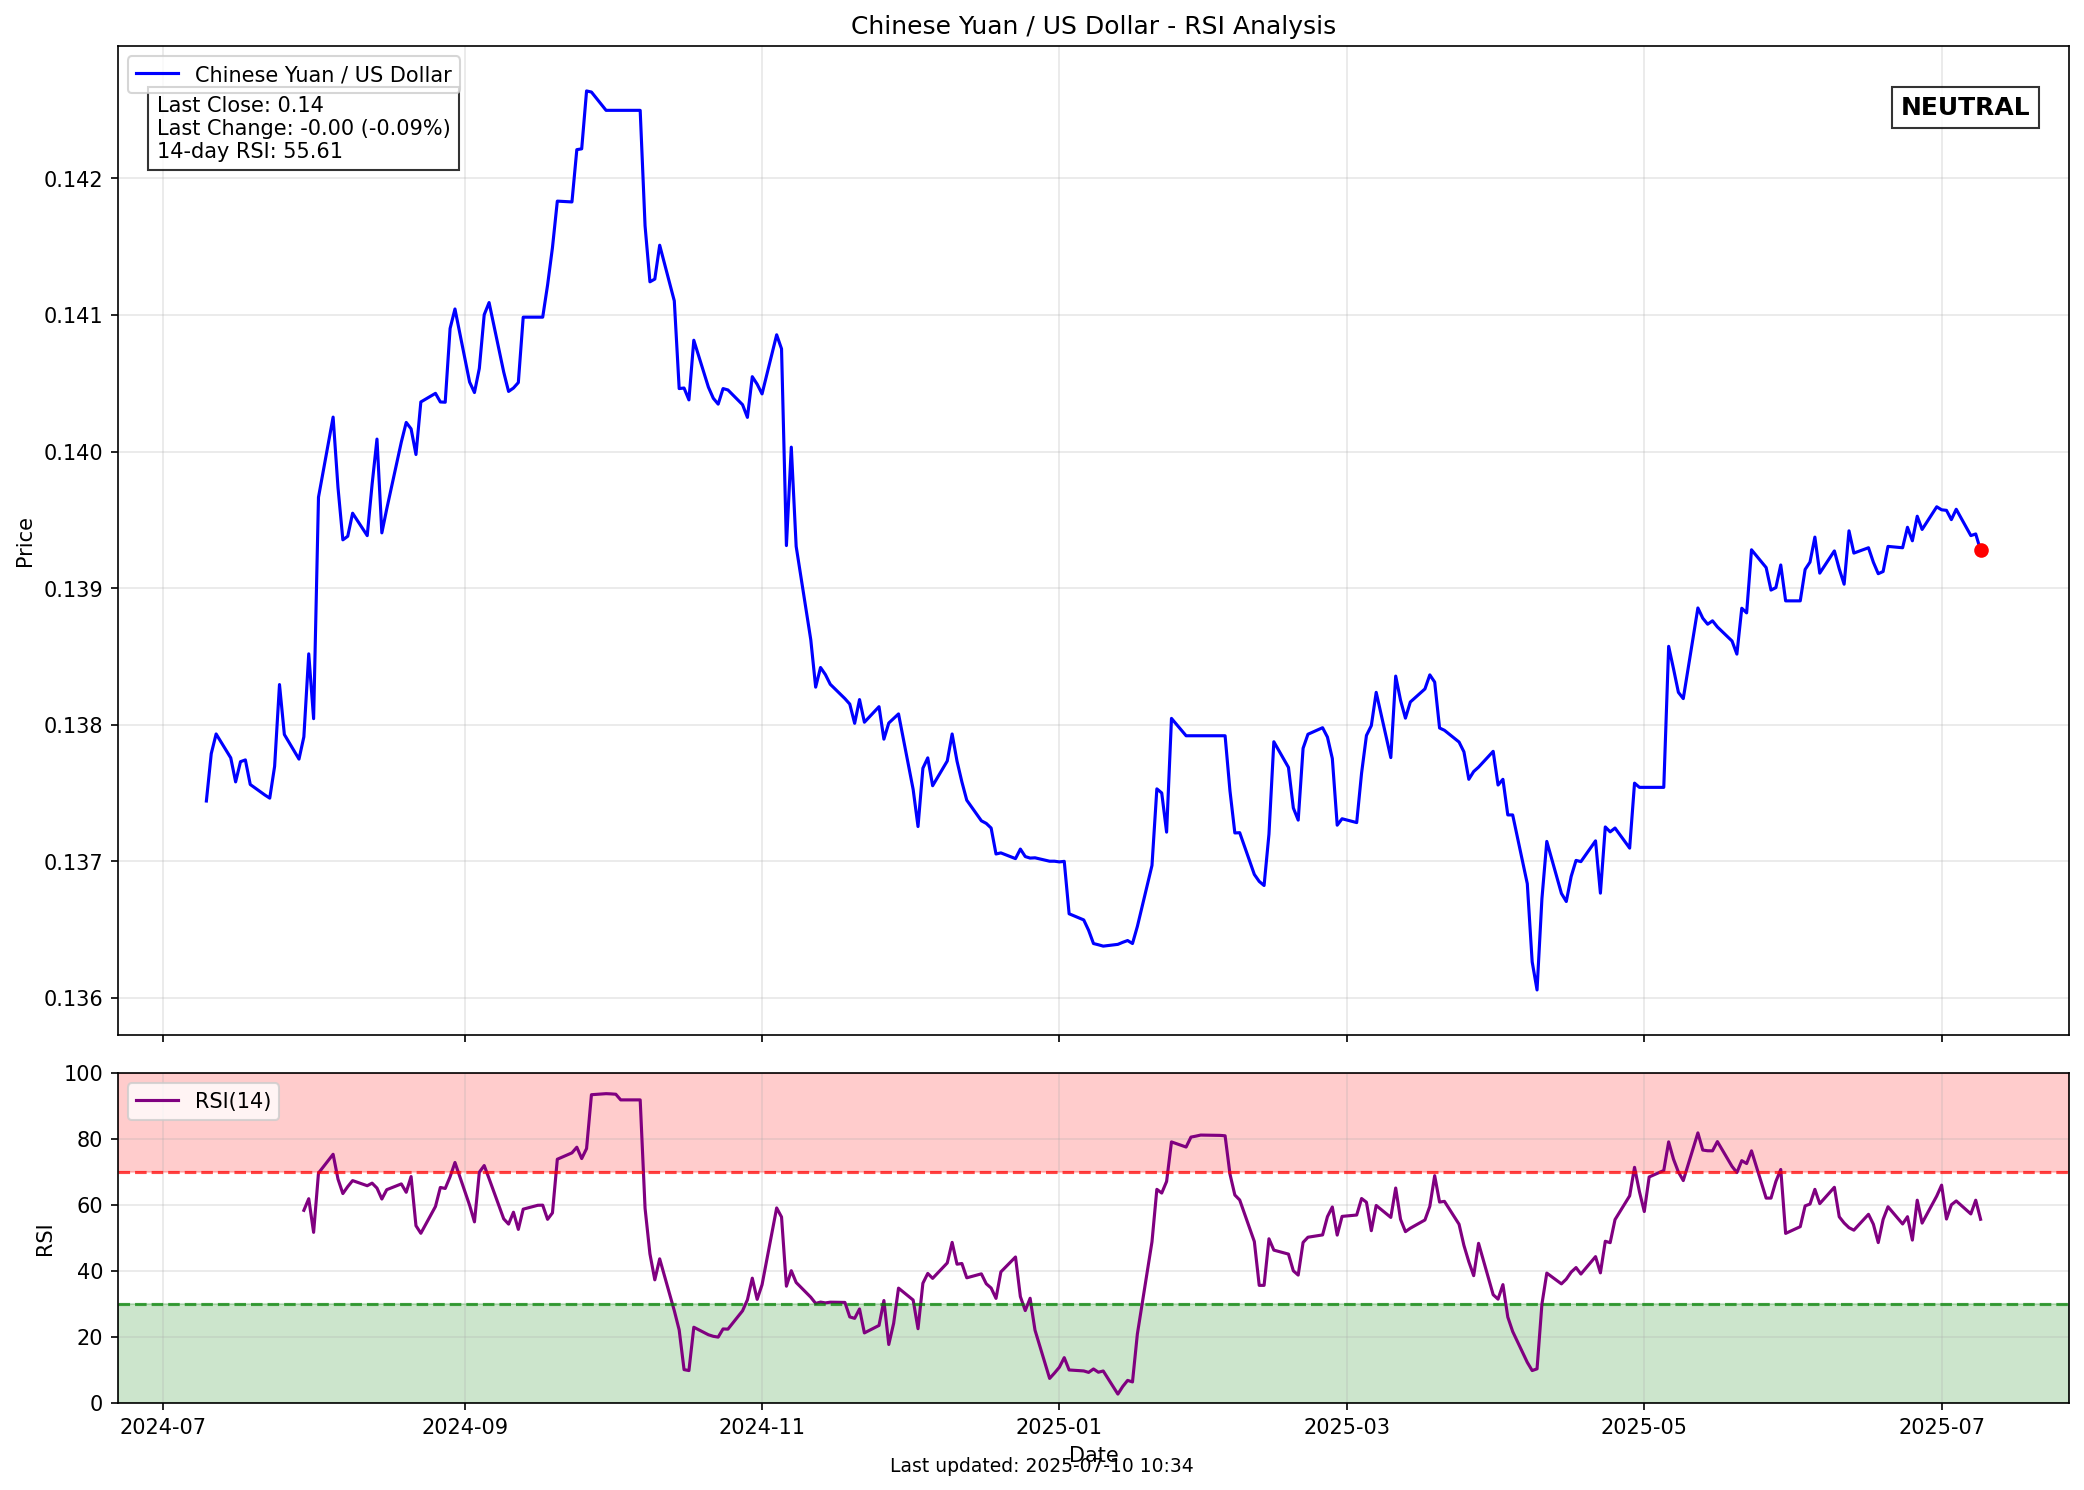 Chinese Yuan / US Dollar - RSI Analysis
Chinese Yuan / US Dollar
Last Close: 0.14
Last Change: -0.00 (-0.09%)
14-day RSI: 55.61
NEUTRAL
0.142
0.141
0.140
0.139
0.138
0.137
0.136
Price
RSI(14)
100
80
60
40
20
0
RSI
2024-07
2024-09
2024-11
2025-01
2025-03
2025-05
2025-07
Date
Last updated: 2025-07-10 10:34